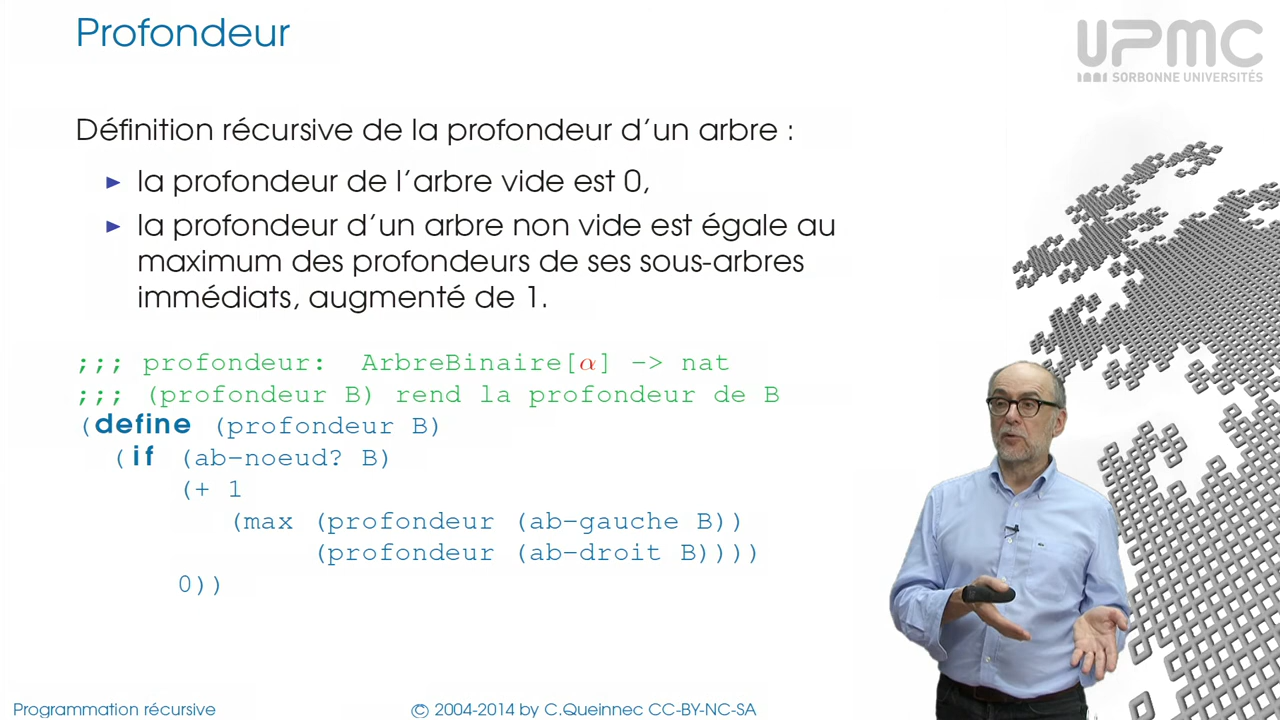 Profondeur
UPMC
SORBONNE UNIVERSITÉS
Définition récursive de la profondeur d'un arbre :
▶ la profondeur de l'arbre vide est 0,
▶ la profondeur d'un arbre non vide est égale au
maximum des profondeurs de ses sous-arbres
immédiats, augmenté de 1.
;;; profondeur: ArbreBinaire[α] -> nat
;;; (profondeur B) rend la profondeur de B
(define (profondeur B)
(if (ab-noeud? B)
(+ 1
(max (profondeur (ab-gauche B))
(profondeur (ab-droit B))))
0))
Programmation récursive
© 2004-2014 by C.Queinnec CC-BY-NC-SA